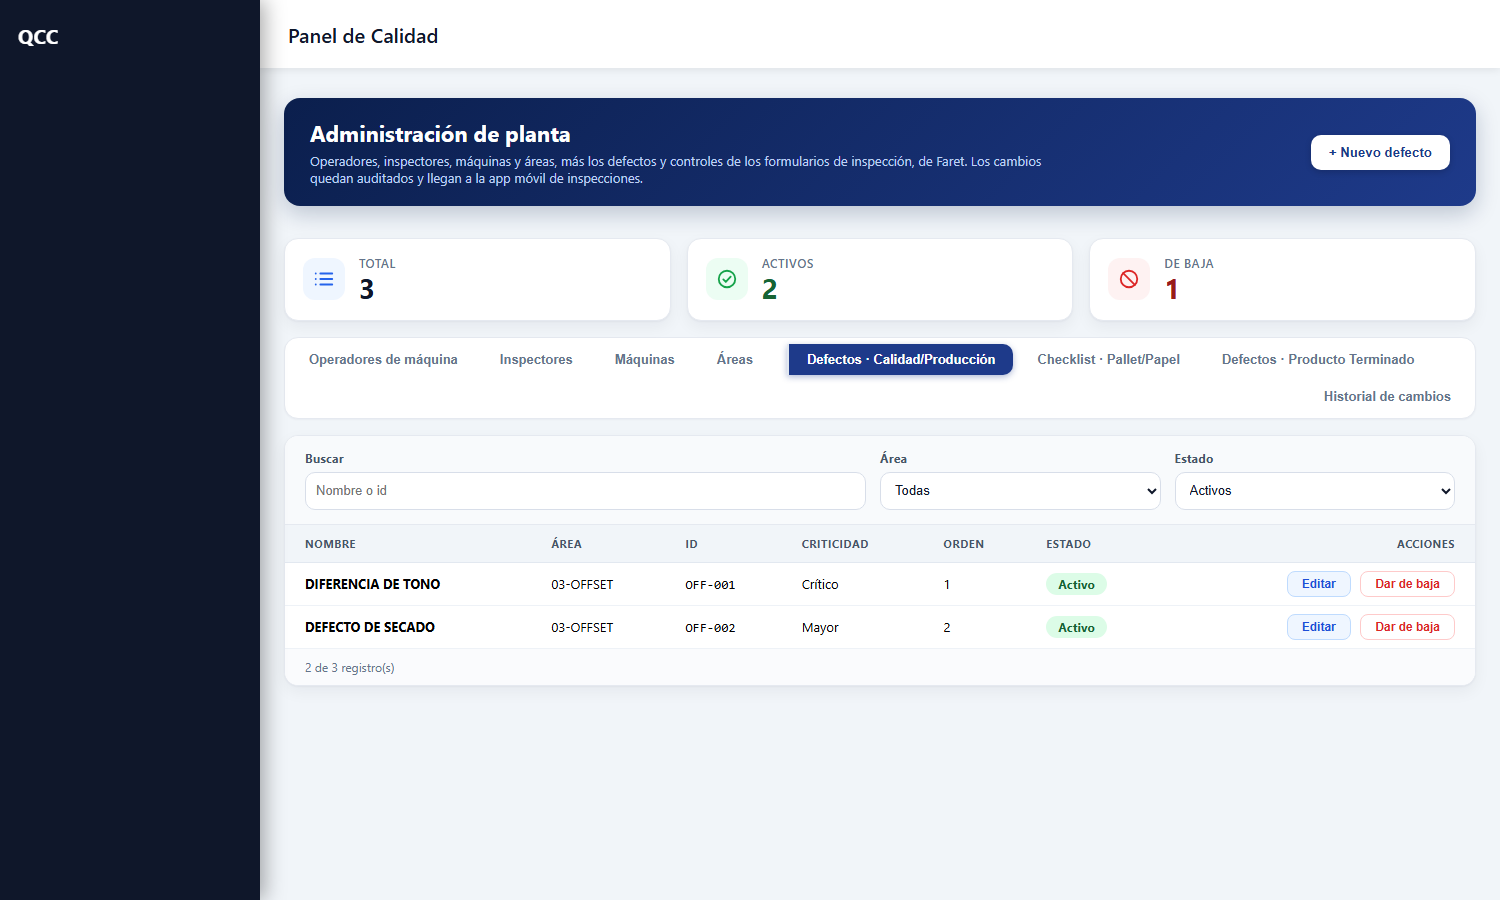 QCC
Panel de Calidad
Administración de planta
Operadores, inspectores, máquinas y áreas, más los defectos y controles de los formularios de inspección, de Faret. Los cambios
quedan auditados y llegan a la app móvil de inspecciones.
+ Nuevo defecto
TOTAL
3
ACTIVOS
2
DE BAJA
1
Operadores de máquina
Inspectores
Máquinas
Áreas
Defectos · Calidad/Producción
Checklist · Pallet/Papel
Defectos · Producto Terminado
Historial de cambios
Buscar
Nombre o id
Área
Todas
Estado
Activos
NOMBRE ÁREA ID CRITICIDAD ORDEN ESTADO ACCIONES
DIFERENCIA DE TONO 03-OFFSET OFF-001 Crítico 1 Activo Editar Dar de baja
DEFECTO DE SECADO 03-OFFSET OFF-002 Mayor 2 Activo Editar Dar de baja
2 de 3 registro(s)